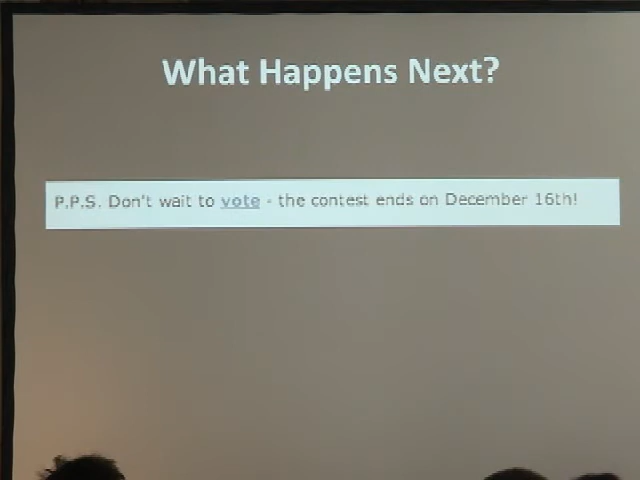 What Happens Next?
P.P.S. Don't wait to vote - the contest ends on December 16th!